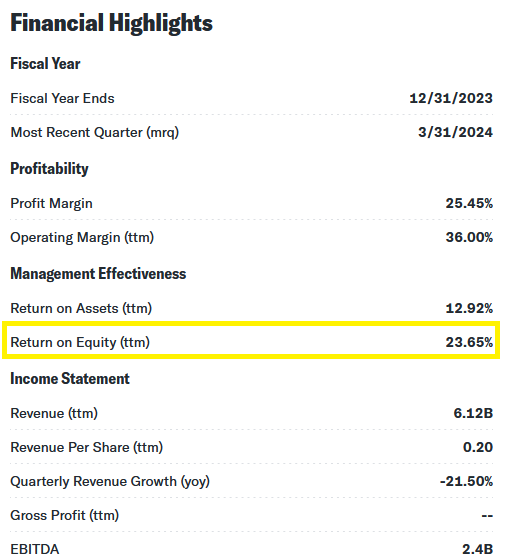 Financial Highlights
Fiscal Year
Fiscal Year Ends 12/31/2023
Most Recent Quarter (mrq) 3/31/2024
Profitability
Profit Margin 25.45%
Operating Margin (ttm) 36.00%
Management Effectiveness
Return on Assets (ttm) 12.92%
Return on Equity (ttm) 23.65%
Income Statement
Revenue (ttm) 6.12B
Revenue Per Share (ttm) 0.20
Quarterly Revenue Growth (yoy) -21.50%
Gross Profit (ttm) --
EBITDA 2.4B